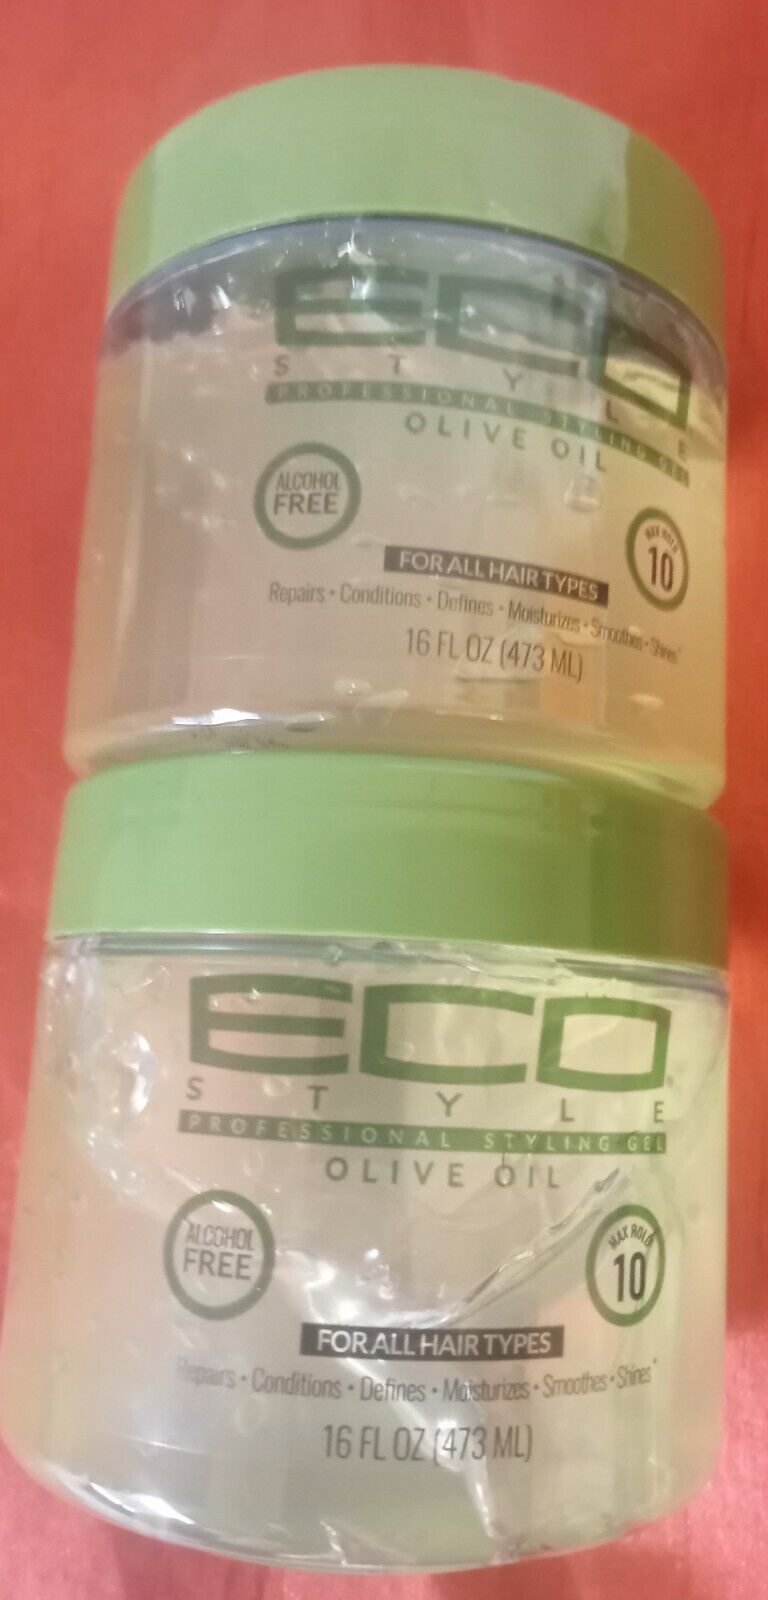 ECO
STYLE
PROFESSIONAL STYLING GEL
OLIVE OIL
ALCOHOL
FREE
MAX HOLD
10
FOR ALL HAIR TYPES
Repairs • Conditions • Defines • Moisturizes • Smoothes • Shines*
16 FL OZ (473 ML)
ECO
STYLE
PROFESSIONAL STYLING GEL
OLIVE OIL
ALCOHOL
FREE
MAX HOLD
10
FOR ALL HAIR TYPES
Repairs • Conditions • Defines • Moisturizes • Smoothes • Shines*
16 FL OZ (473 ML)